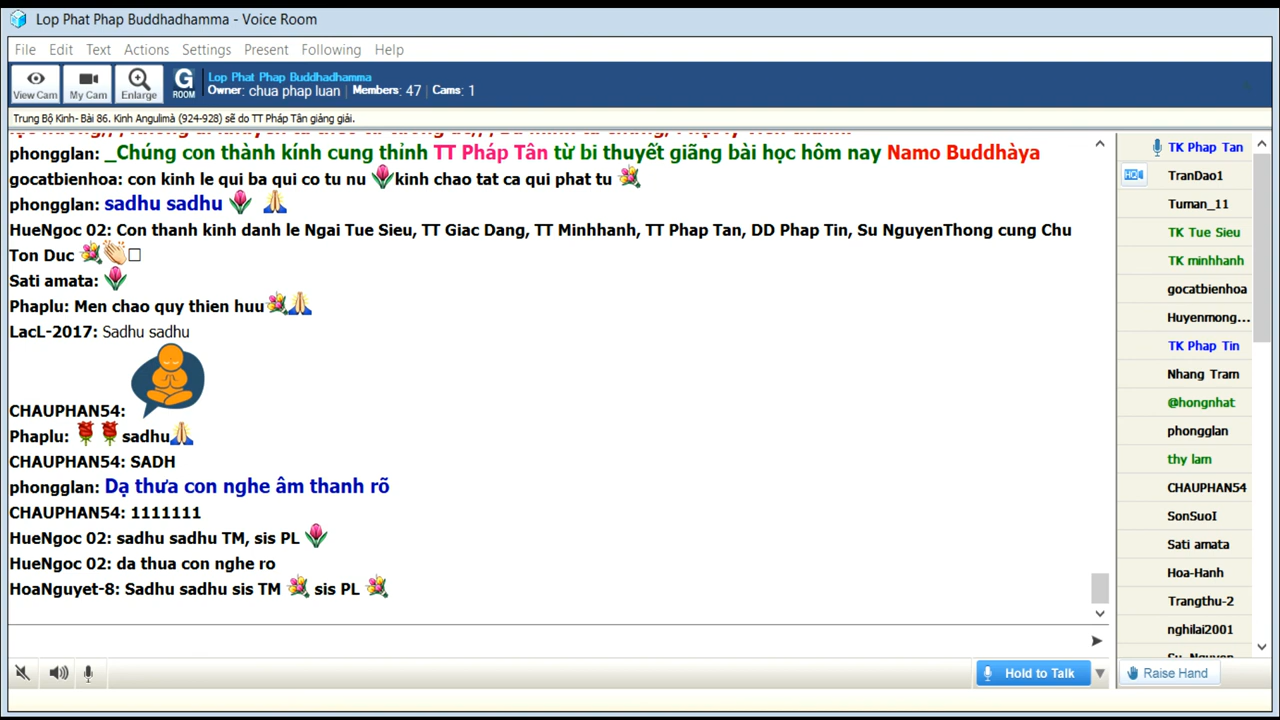 Lop Phat Phap Buddhadhamma - Voice Room
File Edit Text Actions Settings Present Following Help
View Cam
My Cam
Enlarge
G ROOM
Lop Phat Phap Buddhadhamma
Owner: chua phap luan | Members: 47 | Cams: 1
Trung Bộ Kinh- Bài 86. Kinh Angulimà (924-928) sẽ do TT Pháp Tân giảng giải.
phongglan: _Chúng con thành kính cung thỉnh TT Pháp Tân từ bi thuyết giãng bài học hôm nay Namo Buddhàya
gocatbienhoa: con kinh le qui ba qui co tu nu kinh chao tat ca qui phat tu
phongglan: sadhu sadhu
HueNgoc 02: Con thanh kinh danh le Ngai Tue Sieu, TT Giac Dang, TT Minhhanh, TT Phap Tan, DD Phap Tin, Su NguyenThong cung Chu
Ton Duc
Sati amata:
Phaplu: Men chao quy thien huu
LacL-2017: Sadhu sadhu
CHAUPHAN54:
Phaplu: sadhu
CHAUPHAN54: SADH
phongglan: Dạ thưa con nghe âm thanh rõ
CHAUPHAN54: 1111111
HueNgoc 02: sadhu sadhu TM, sis PL
HueNgoc 02: da thua con nghe ro
HoaNguyet-8: Sadhu sadhu sis TM sis PL
TK Phap Tan
HD
TranDao1
Tuman_11
TK Tue Sieu
TK minhhanh
gocatbienhoa
Huyenmong...
TK Phap Tin
Nhang Tram
@hongnhat
phongglan
thy lam
CHAUPHAN54
SonSuoI
Sati amata
Hoa-Hanh
Trangthu-2
nghilai2001
Hold to Talk
Raise Hand